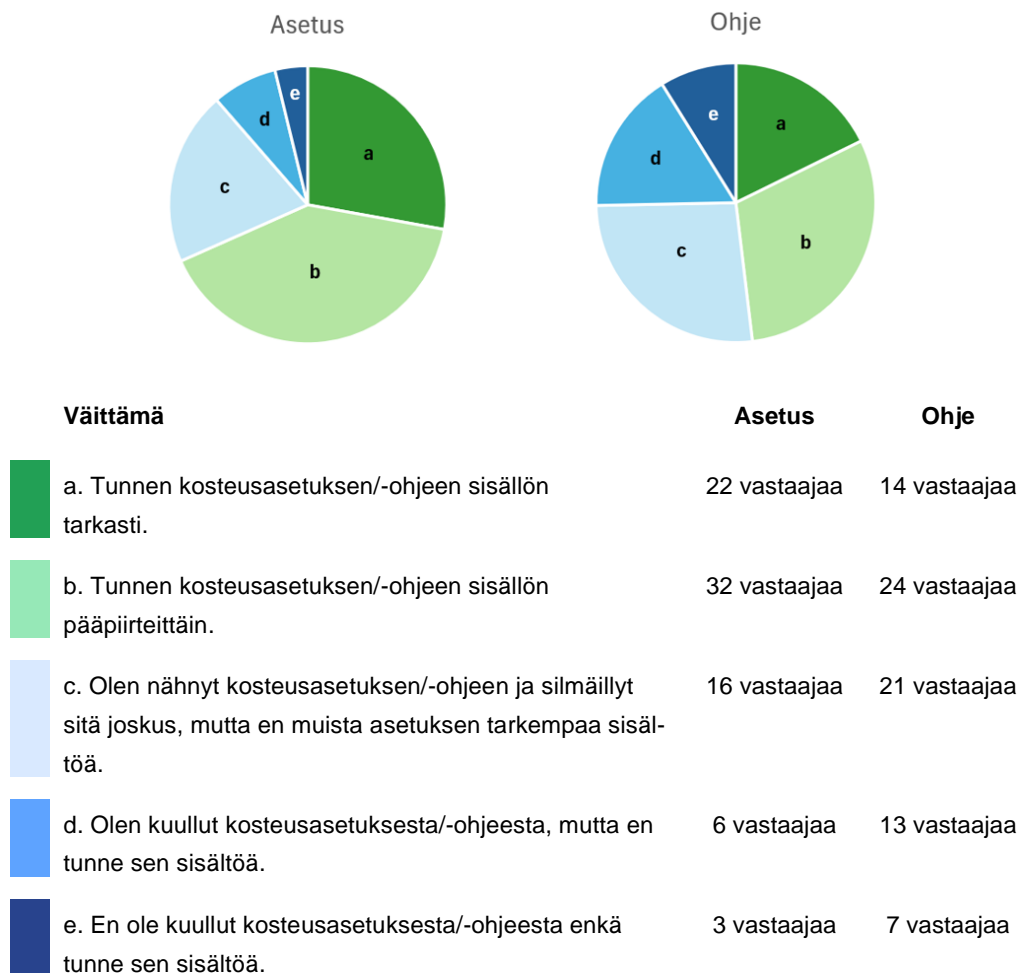 Asetus
Ohje
a
b
c
d
e
a
b
c
d
e
Väittämä Asetus Ohje
a. Tunnen kosteusasetuksen/-ohjeen sisällön 22 vastaajaa 14 vastaajaa
tarkasti.
b. Tunnen kosteusasetuksen/-ohjeen sisällön 32 vastaajaa 24 vastaajaa
pääpiirteittäin.
c. Olen nähnyt kosteusasetuksen/-ohjeen ja silmäillyt 16 vastaajaa 21 vastaajaa
sitä joskus, mutta en muista asetuksen tarkempaa sisäl-
töä.
d. Olen kuullut kosteusasetuksesta/-ohjeesta, mutta en 6 vastaajaa 13 vastaajaa
tunne sen sisältöä.
e. En ole kuullut kosteusasetuksesta/-ohjeesta enkä 3 vastaajaa 7 vastaajaa
tunne sen sisältöä.